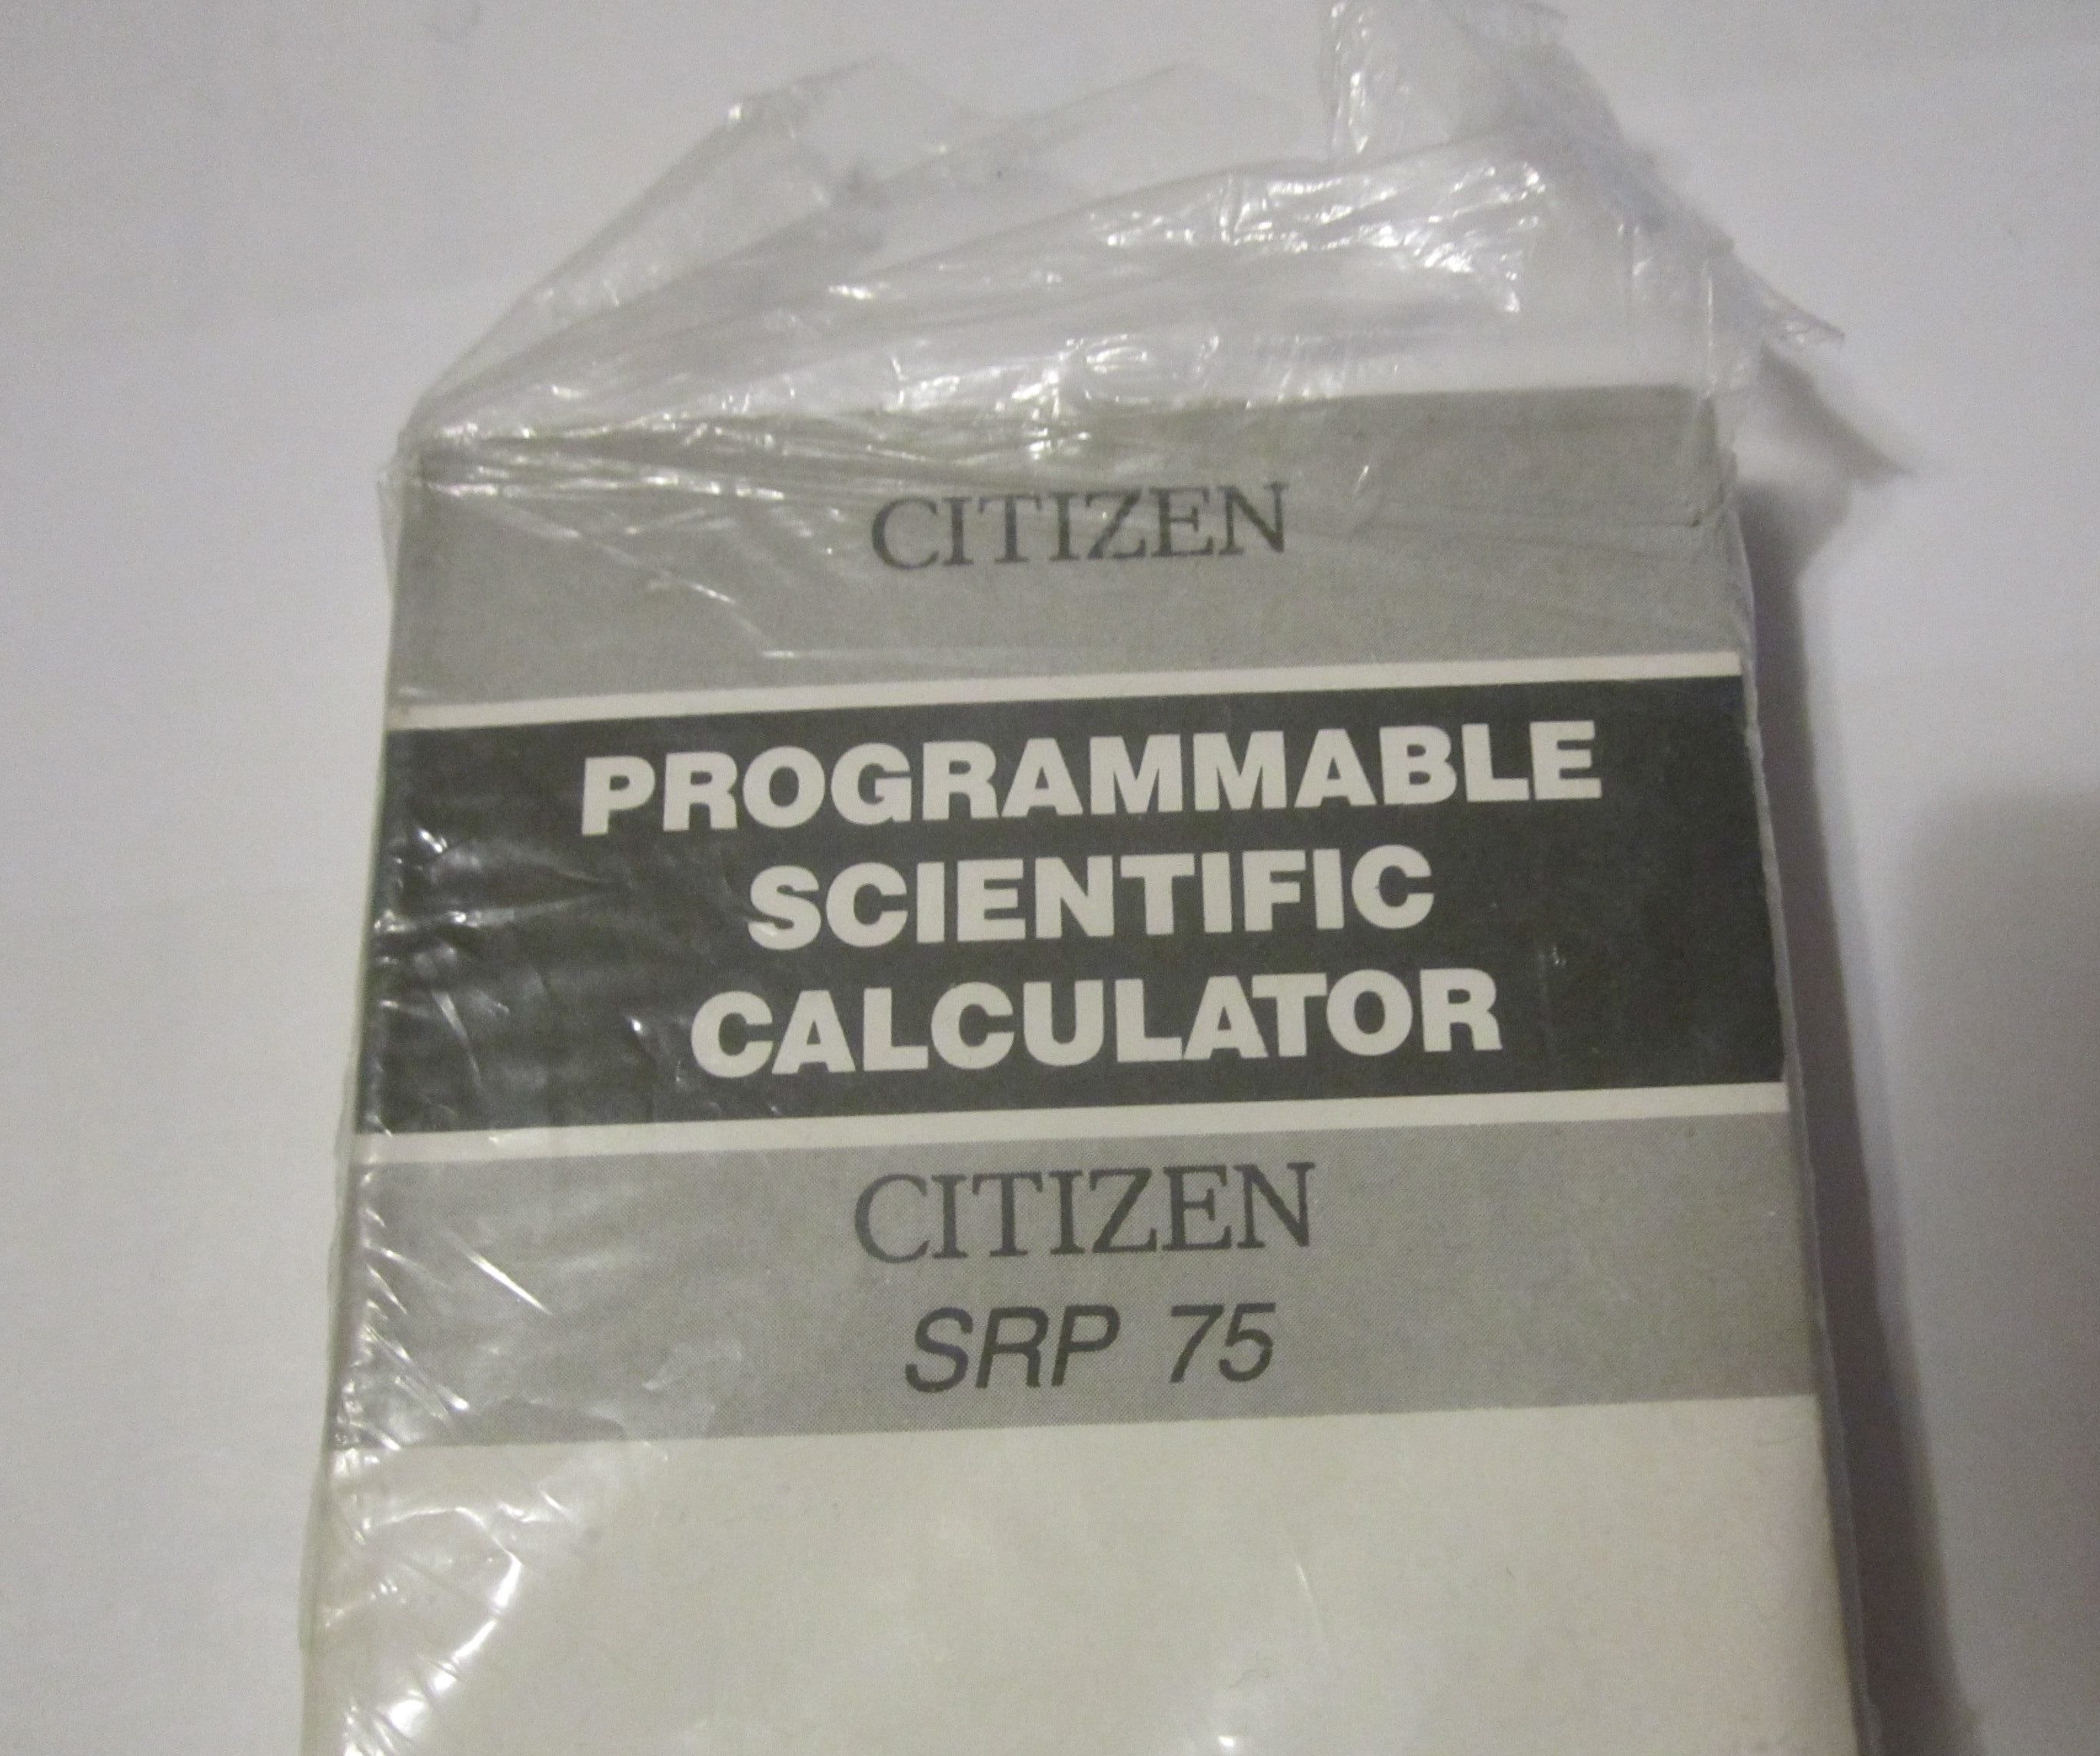 CITIZEN
PROGRAMMABLE
SCIENTIFIC
CALCULATOR
CITIZEN
SRP 75